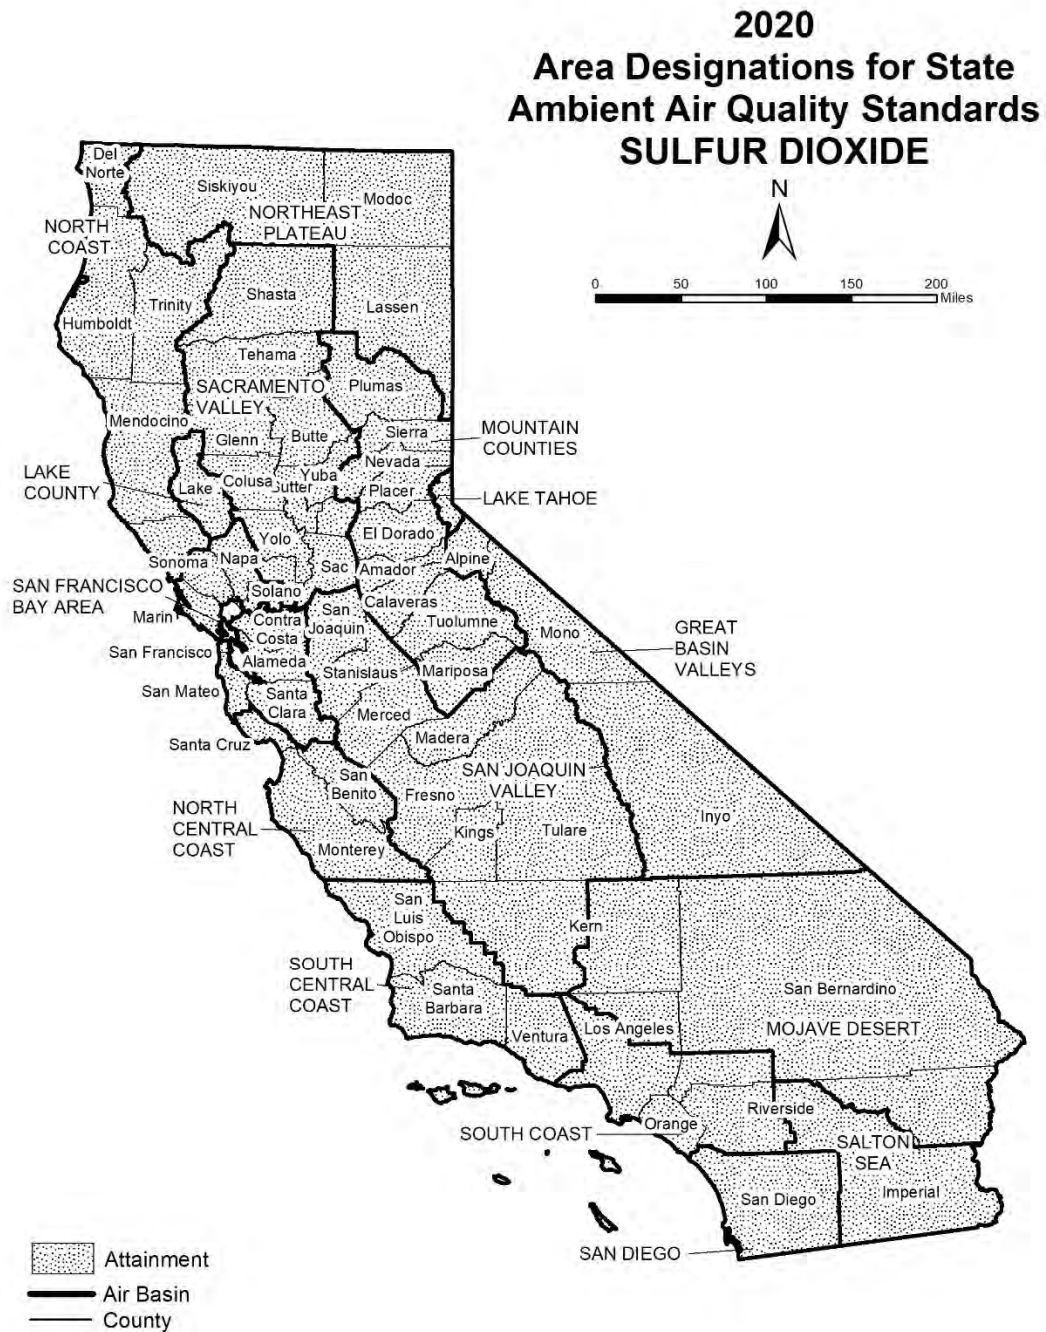 2020
Area Designations for State
Ambient Air Quality Standards
SULFUR DIOXIDE
N
0 50 100 150 200
Miles
Del
Norte
Siskiyou
Modoc
NORTHEAST
PLATEAU
NORTH
COAST
Trinity
Shasta
Lassen
Humboldt
Tehama
Plumas
SACRAMENTO
VALLEY
Mendocino
Glenn
Butte
Sierra
MOUNTAIN
COUNTIES
Nevada
LAKE
COUNTY
Lake
Colusa
Yuba
Placer
LAKE TAHOE
Yolo
El Dorado
Sonoma
Napa
Sac
Amador
Alpine
SAN FRANCISCO
BAY AREA
Solano
Marin
Contra
Costa
San
Joaquin
Calaveras
Tuolumne
Mono
GREAT
BASIN
VALLEYS
San Francisco
Alameda
Stanislaus
Mariposa
San Mateo
Santa
Clara
Merced
Santa Cruz
Madera
San
Benito
Fresno
SAN JOAQUIN
VALLEY
NORTH
CENTRAL
COAST
Monterey
Kings
Tulare
Inyo
San
Luis
Obispo
Kern
SOUTH
CENTRAL
COAST
Santa
Barbara
San Bernardino
Ventura
Los Angeles
MOJAVE DESERT
Riverside
Orange
SOUTH COAST
SALTON
SEA
San Diego
Imperial
SAN DIEGO
Attainment
Air Basin
County